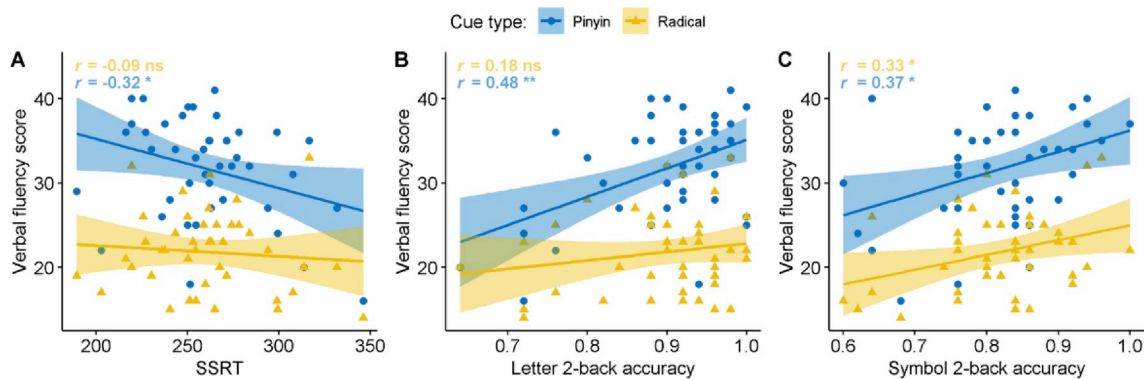 Cue type: Pinyin Radical
A
r = -0.09 ns
r = -0.32 *
Verbal fluency score
40
30
20
200 250 300 350
SSRT
B
r = 0.18 ns
r = 0.48 **
Verbal fluency score
40
30
20
0.7 0.8 0.9 1.0
Letter 2-back accuracy
C
r = 0.33 *
r = 0.37 *
Verbal fluency score
40
30
20
0.6 0.7 0.8 0.9 1.0
Symbol 2-back accuracy